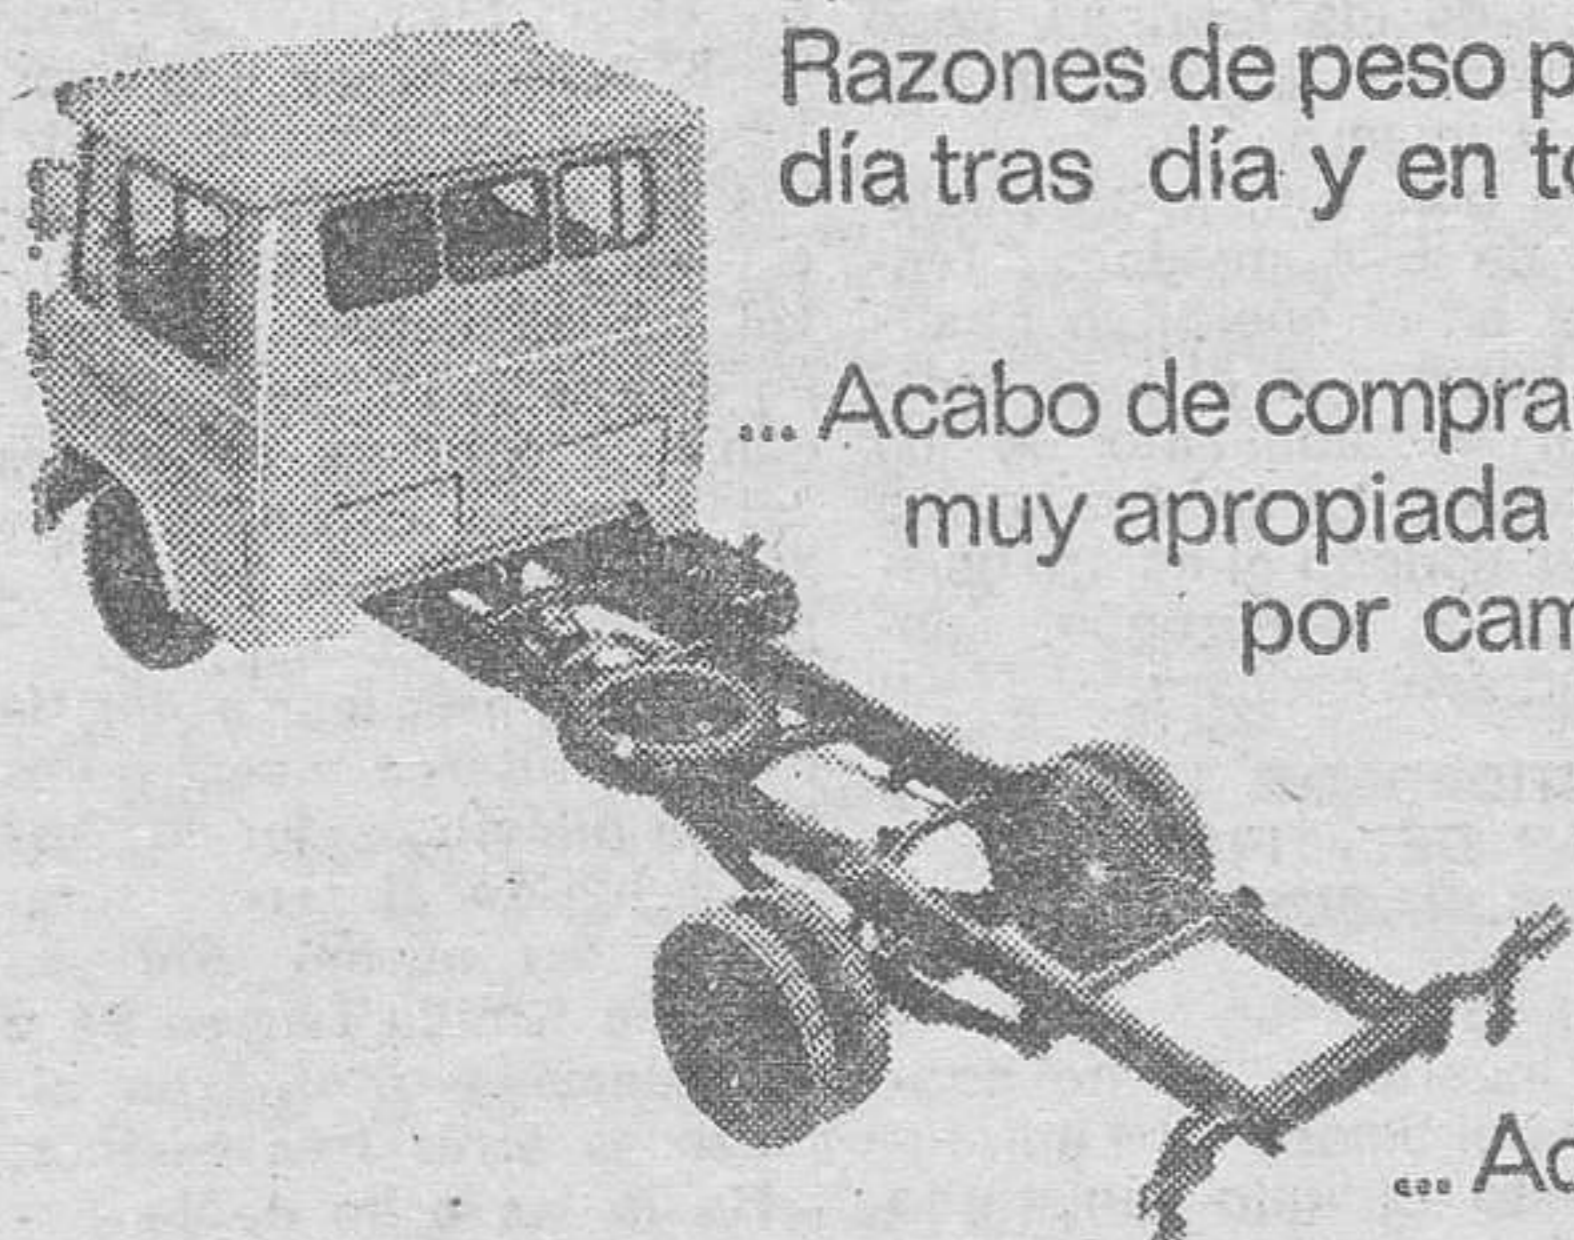 Razones de peso p
día tras día y en to
... Acabo de compra
muy apropiada
por cam
... Ac